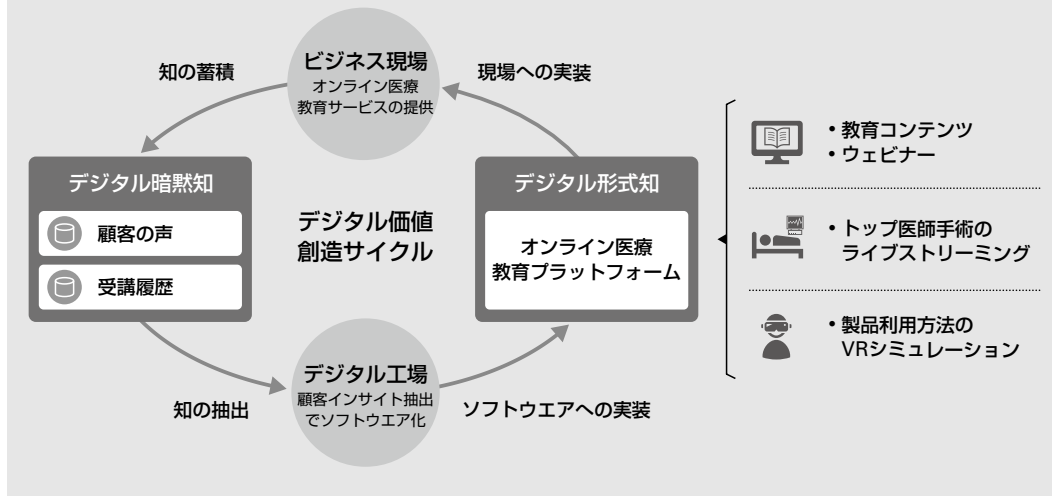 ビジネス現場
オンライン医療
教育サービスの提供
知の蓄積
現場への実装
デジタル暗黙知
顧客の声
受講履歴
デジタル価値
創造サイクル
デジタル形式知
オンライン医療
教育プラットフォーム
デジタル工場
顧客インサイト抽出
でソフトウエア化
知の抽出
ソフトウエアへの実装
・教育コンテンツ
・ウェビナー
・トップ医師手術の
ライブストリーミング
・製品利用方法の
VRシミュレーション